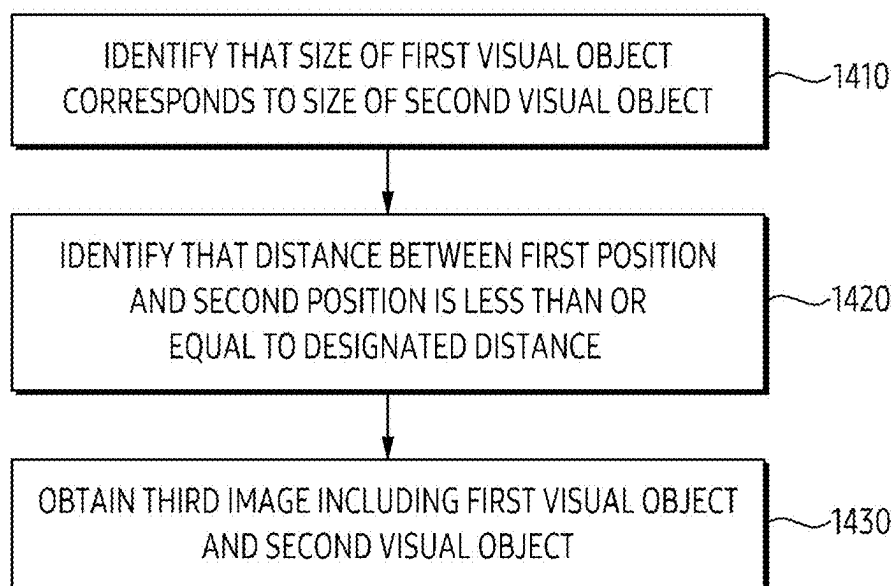 IDENTIFY THAT SIZE OF FIRST VISUAL OBJECT
CORRESPONDS TO SIZE OF SECOND VISUAL OBJECT
1410
IDENTIFY THAT DISTANCE BETWEEN FIRST POSITION
AND SECOND POSITION IS LESS THAN OR
EQUAL TO DESIGNATED DISTANCE
1420
OBTAIN THIRD IMAGE INCLUDING FIRST VISUAL OBJECT
AND SECOND VISUAL OBJECT
1430